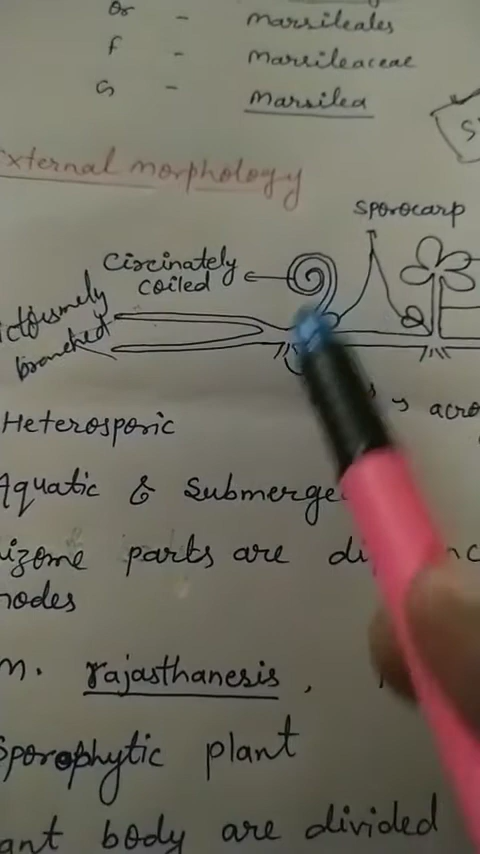 Or - Marsileales
F - Marsileaceae
G - Marsilea
External morphology
Sporocarp
Circinately
coiled
branched
Heterosporic
Aquatic & Submerge
parts are
nodes
m. rajasthanesis,
Sporophytic plant
body are divided